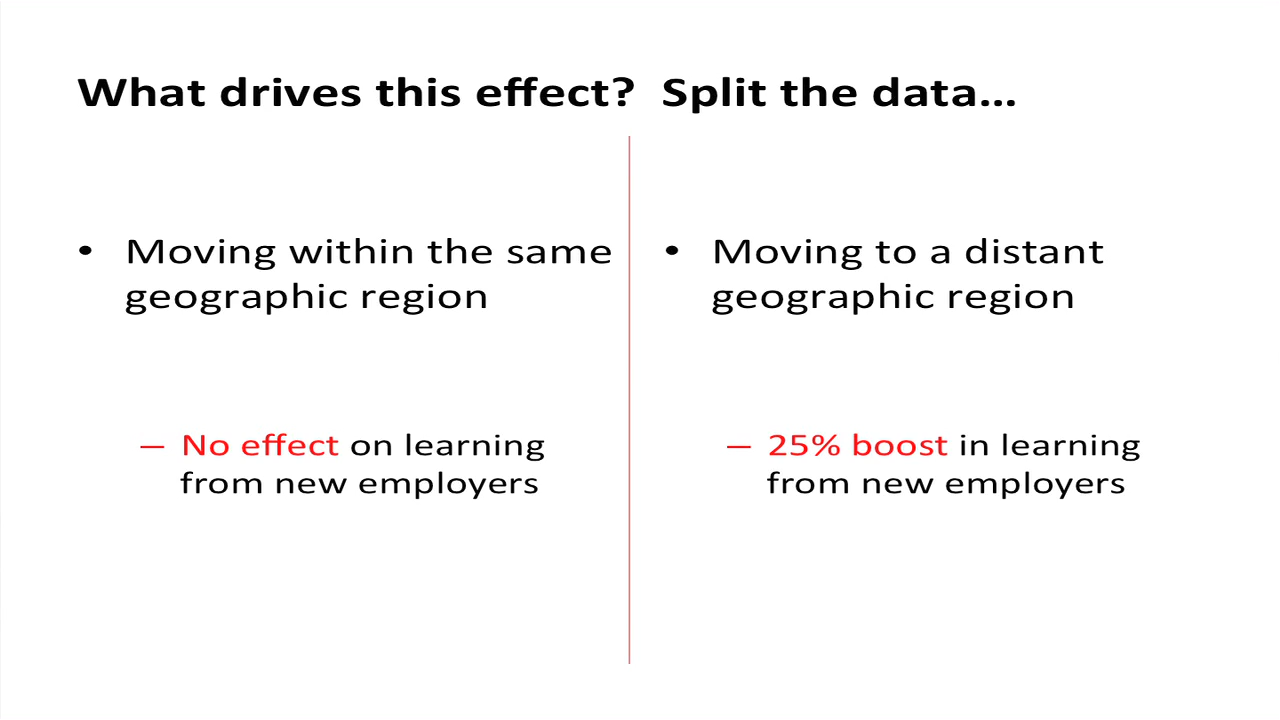 What drives this effect?  Split the data…
• Moving within the same
geographic region
– No effect on learning
from new employers
• Moving to a distant
geographic region
– 25% boost in learning
from new employers